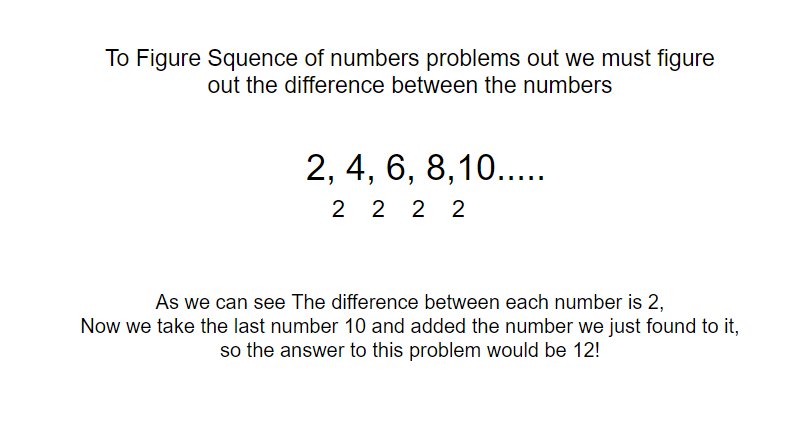 To Figure Squence of numbers problems out we must figure
out the difference between the numbers
2, 4, 6, 8,10.....
2 2 2 2
As we can see The difference between each number is 2,
Now we take the last number 10 and added the number we just found to it,
so the answer to this problem would be 12!